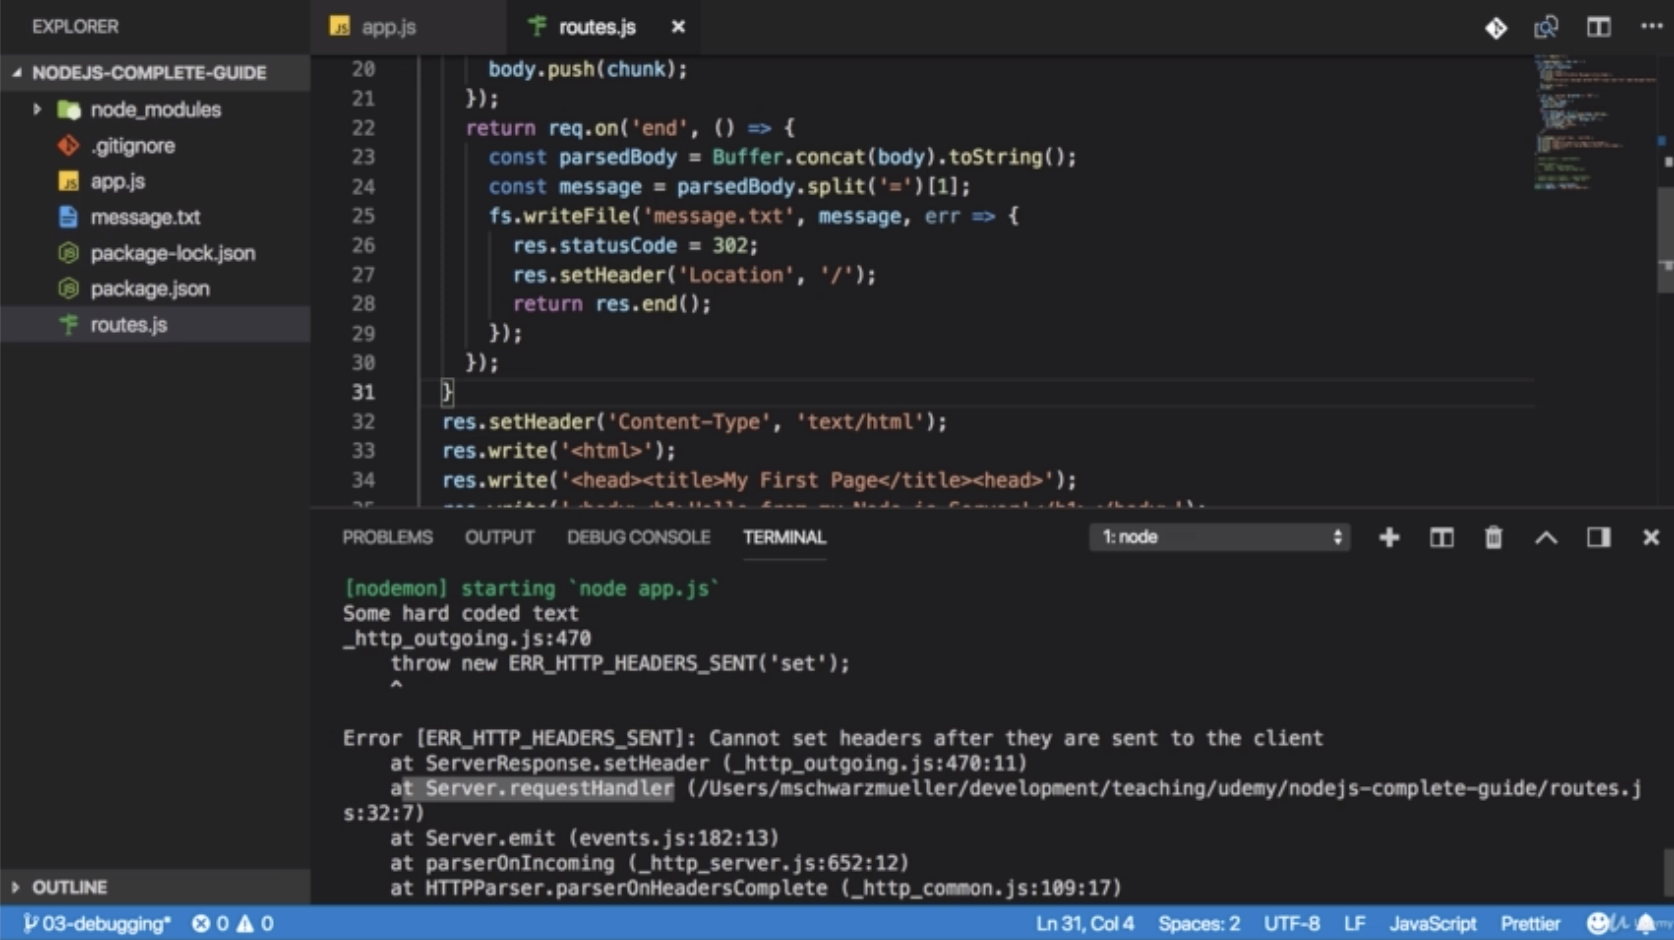 EXPLORER
app.js
routes.js
NODEJS-COMPLETE-GUIDE
node_modules
.gitignore
app.js
message.txt
package-lock.json
package.json
routes.js
20 body.push(chunk);
21 });
22 return req.on('end', () => {
23 const parsedBody = Buffer.concat(body).toString();
24 const message = parsedBody.split('=')[1];
25 fs.writeFile('message.txt', message, err => {
26 res.statusCode = 302;
27 res.setHeader('Location', '/');
28 return res.end();
29 });
30 });
31 }
32 res.setHeader('Content-Type', 'text/html');
33 res.write('<html>');
34 res.write('<head><title>My First Page</title><head>');
PROBLEMS OUTPUT DEBUG CONSOLE TERMINAL
1: node
[nodemon] starting `node app.js`
Some hard coded text
_http_outgoing.js:470
throw new ERR_HTTP_HEADERS_SENT('set');
^
Error [ERR_HTTP_HEADERS_SENT]: Cannot set headers after they are sent to the client
at ServerResponse.setHeader (_http_outgoing.js:470:11)
at Server.requestHandler (/Users/mschwarzmueller/development/teaching/udemy/nodejs-complete-guide/routes.j
s:32:7)
at Server.emit (events.js:182:13)
at parserOnIncoming (_http_server.js:652:12)
at HTTPParser.parserOnHeadersComplete (_http_common.js:109:17)
OUTLINE
03-debugging* 0 0
Ln 31, Col 4 Spaces: 2 UTF-8 LF JavaScript Prettier